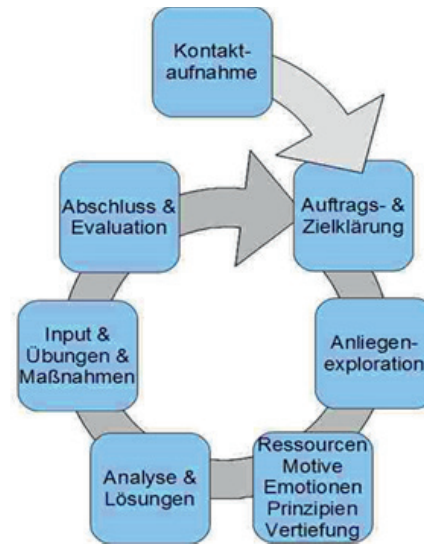 Kontakt-
aufnahme
Auftrags- &
Zielklärung
Anliegen-
exploration
Ressourcen
Motive
Emotionen
Prinzipien
Vertiefung
Analyse &
Lösungen
Input &
Übungen &
Maßnahmen
Abschluss &
Evaluation